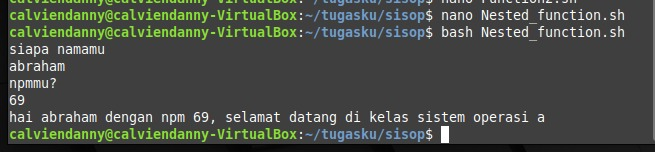 calviendanny@calviendanny-VirtualBox:~/tugasku/sisop$ nano Function2.sh
calviendanny@calviendanny-VirtualBox:~/tugasku/sisop$ nano Nested_function.sh
calviendanny@calviendanny-VirtualBox:~/tugasku/sisop$ bash Nested_function.sh
siapa namamu
abraham
npmmu?
69
hai abraham dengan npm 69, selamat datang di kelas sistem operasi a
calviendanny@calviendanny-VirtualBox:~/tugasku/sisop$